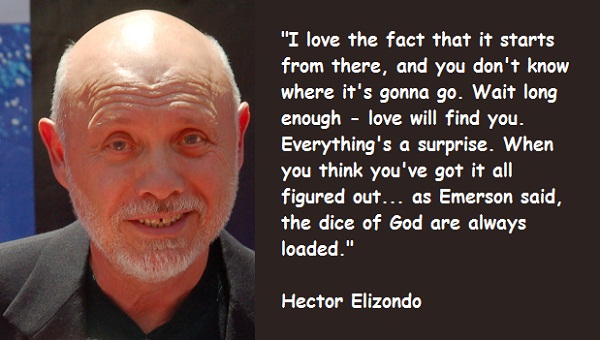 "I love the fact that it starts
from there, and you don't know
where it's gonna go. Wait long
enough - love will find you.
Everything's a surprise. When
you think you've got it all
figured out... as Emerson said,
the dice of God are always
loaded."
Hector Elizondo